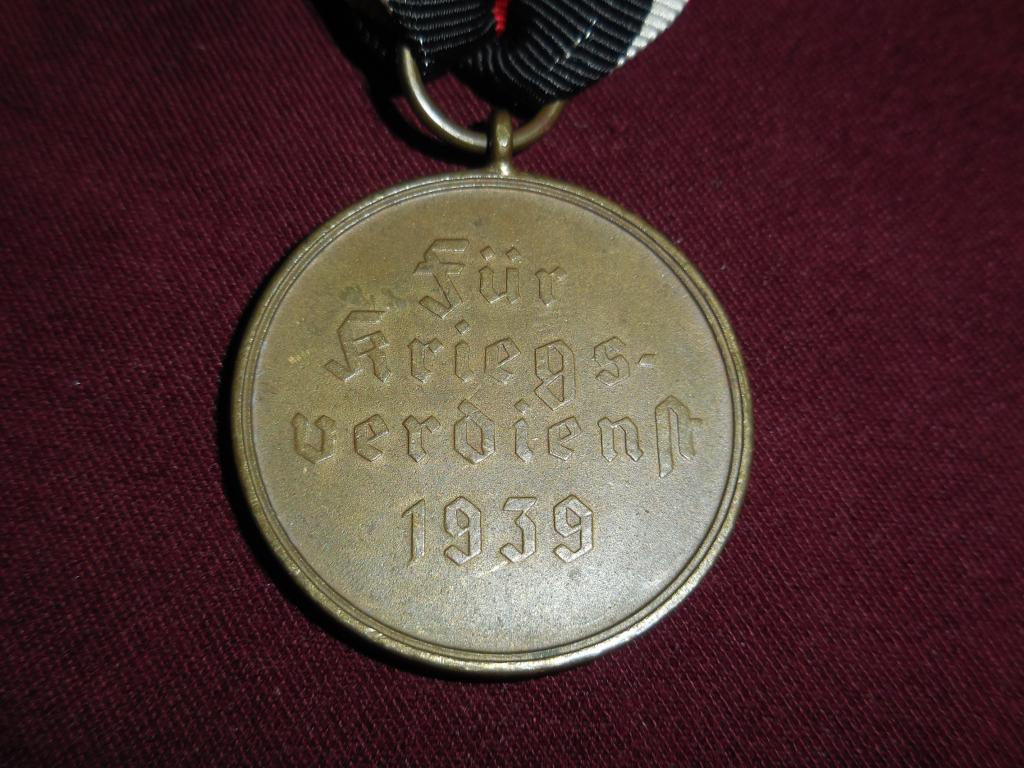 Für
Kriegs-
verdienſt
1939